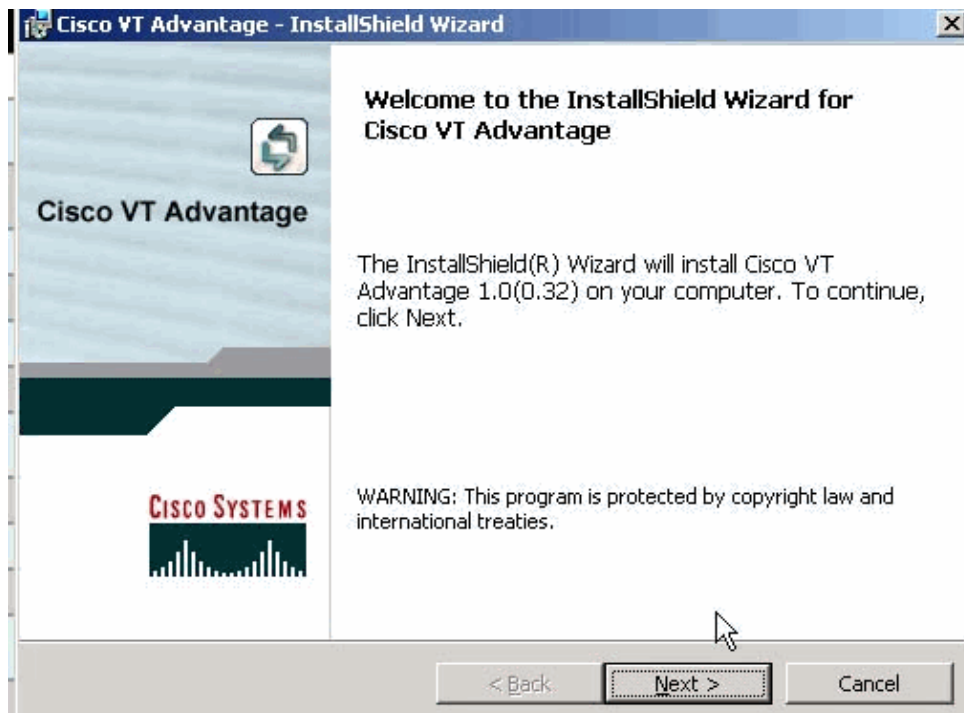 Cisco VT Advantage - InstallShield Wizard
Welcome to the InstallShield Wizard for
Cisco VT Advantage
Cisco VT Advantage
The InstallShield(R) Wizard will install Cisco VT
Advantage 1.0(0.32) on your computer. To continue,
click Next.
CISCO SYSTEMS
WARNING: This program is protected by copyright law and
international treaties.
< Back
Next >
Cancel